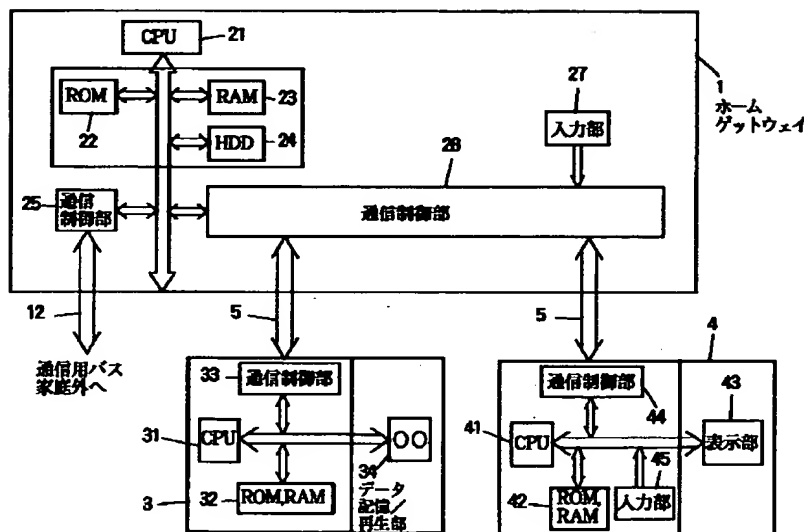 CPU
21
1
ホーム
ゲットウェイ
ROM
22
RAM
23
HDD
24
27
入力部
26
25
通信
制御部
通信制御部
12
5
5
通信用バス
家庭外へ
33
通信制御部
31
CPU
34
データ
記憶/
再生部
3
32
ROM,RAM
4
通信制御部
44
43
41
CPU
表示部
45
42
ROM,
RAM
入力部